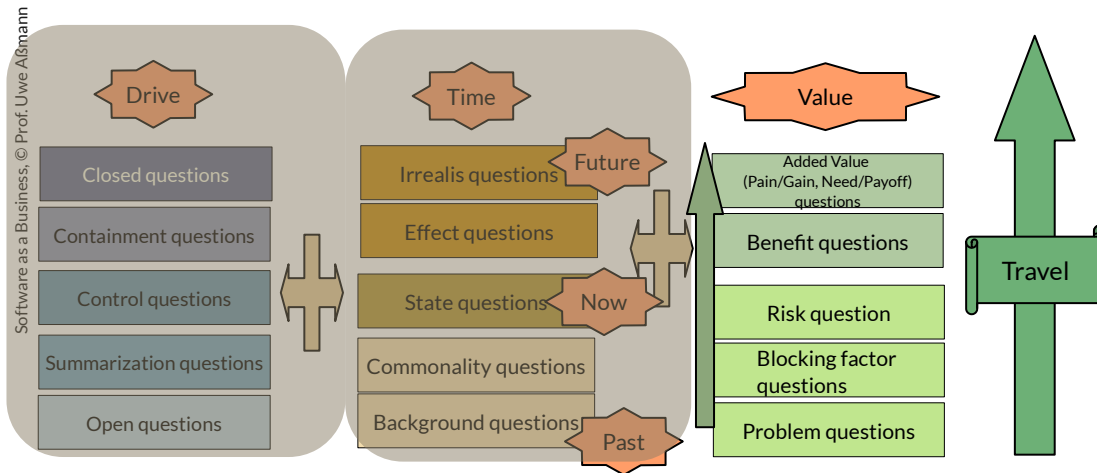 Software as a Business, © Prof. Uwe Aßmann
Drive
Closed questions
Containment questions
Control questions
Summarization questions
Open questions
Time
Future
Irrealis questions
Effect questions
State questions
Now
Commonality questions
Background questions
Past
Value
Added Value
(Pain/Gain, Need/Payoff)
questions
Benefit questions
Risk question
Blocking factor
questions
Problem questions
Travel